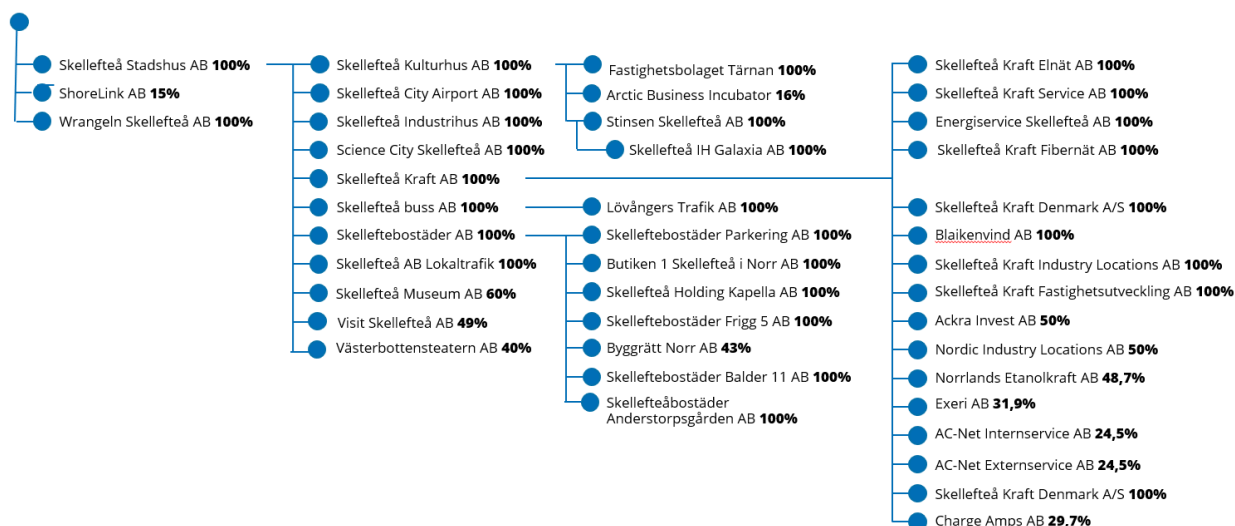 Skellefteå Stadshus AB 100%
ShoreLink AB 15%
Wrangeln Skellefteå AB 100%
Skellefteå Kulturhus AB 100%
Skellefteå City Airport AB 100%
Skellefteå Industrihus AB 100%
Science City Skellefteå AB 100%
Skellefteå Kraft AB 100%
Skellefteå buss AB 100%
Skelleftebostäder AB 100%
Skellefteå AB Lokaltrafik 100%
Skellefteå Museum AB 60%
Visit Skellefteå AB 49%
Västerbottensteatern AB 40%
Fastighetsbolaget Tärnan 100%
Arctic Business Incubator 16%
Stinsen Skellefteå AB 100%
Skellefteå IH Galaxia AB 100%
Lövångers Trafik AB 100%
Skelleftebostäder Parkering AB 100%
Butiken 1 Skellefteå i Norr AB 100%
Skellefteå Holding Kapella AB 100%
Skelleftebostäder Frigg 5 AB 100%
Byggrätt Norr AB 43%
Skelleftebostäder Balder 11 AB 100%
Skellefteåbostäder
Anderstorpsgården AB 100%
Skellefteå Kraft Elnät AB 100%
Skellefteå Kraft Service AB 100%
Energiservice Skellefteå AB 100%
Skellefteå Kraft Fibernät AB 100%
Skellefteå Kraft Denmark A/S 100%
Blaikenvind AB 100%
Skellefteå Kraft Industry Locations AB 100%
Skellefteå Kraft Fastighetsutveckling AB 100%
Ackra Invest AB 50%
Nordic Industry Locations AB 50%
Norrlands Etanolkraft AB 48,7%
Exeri AB 31,9%
AC-Net Internservice AB 24,5%
AC-Net Externservice AB 24,5%
Skellefteå Kraft Denmark A/S 100%
Charge Amps AB 29,7%